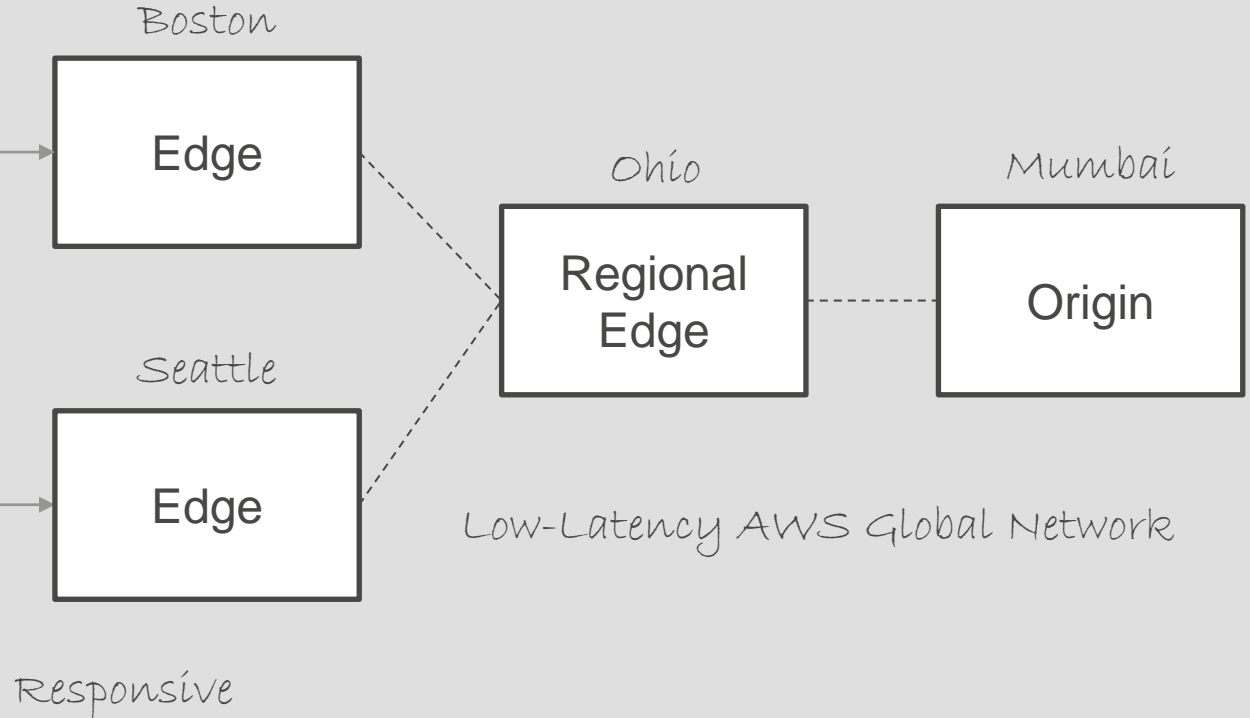 Boston
Edge
Ohio
Mumbai
Regional
Edge
Origin
Seattle
Edge
Low-Latency AWS Global Network
Responsive